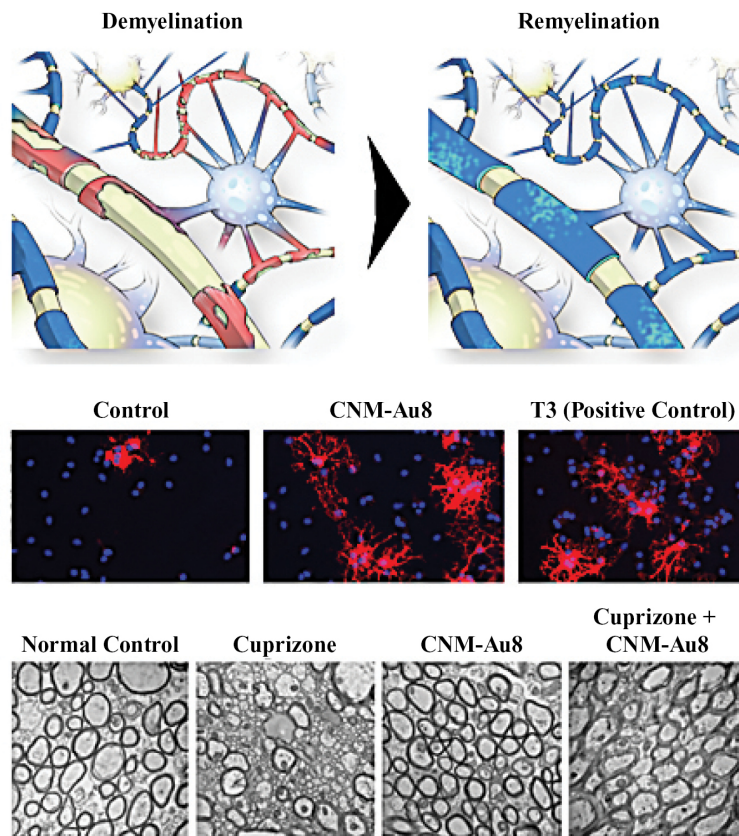 Demyelination
Remyelination
Control
CNM-Au8
T3 (Positive Control)
Normal Control
Cuprizone
CNM-Au8
Cuprizone +
CNM-Au8